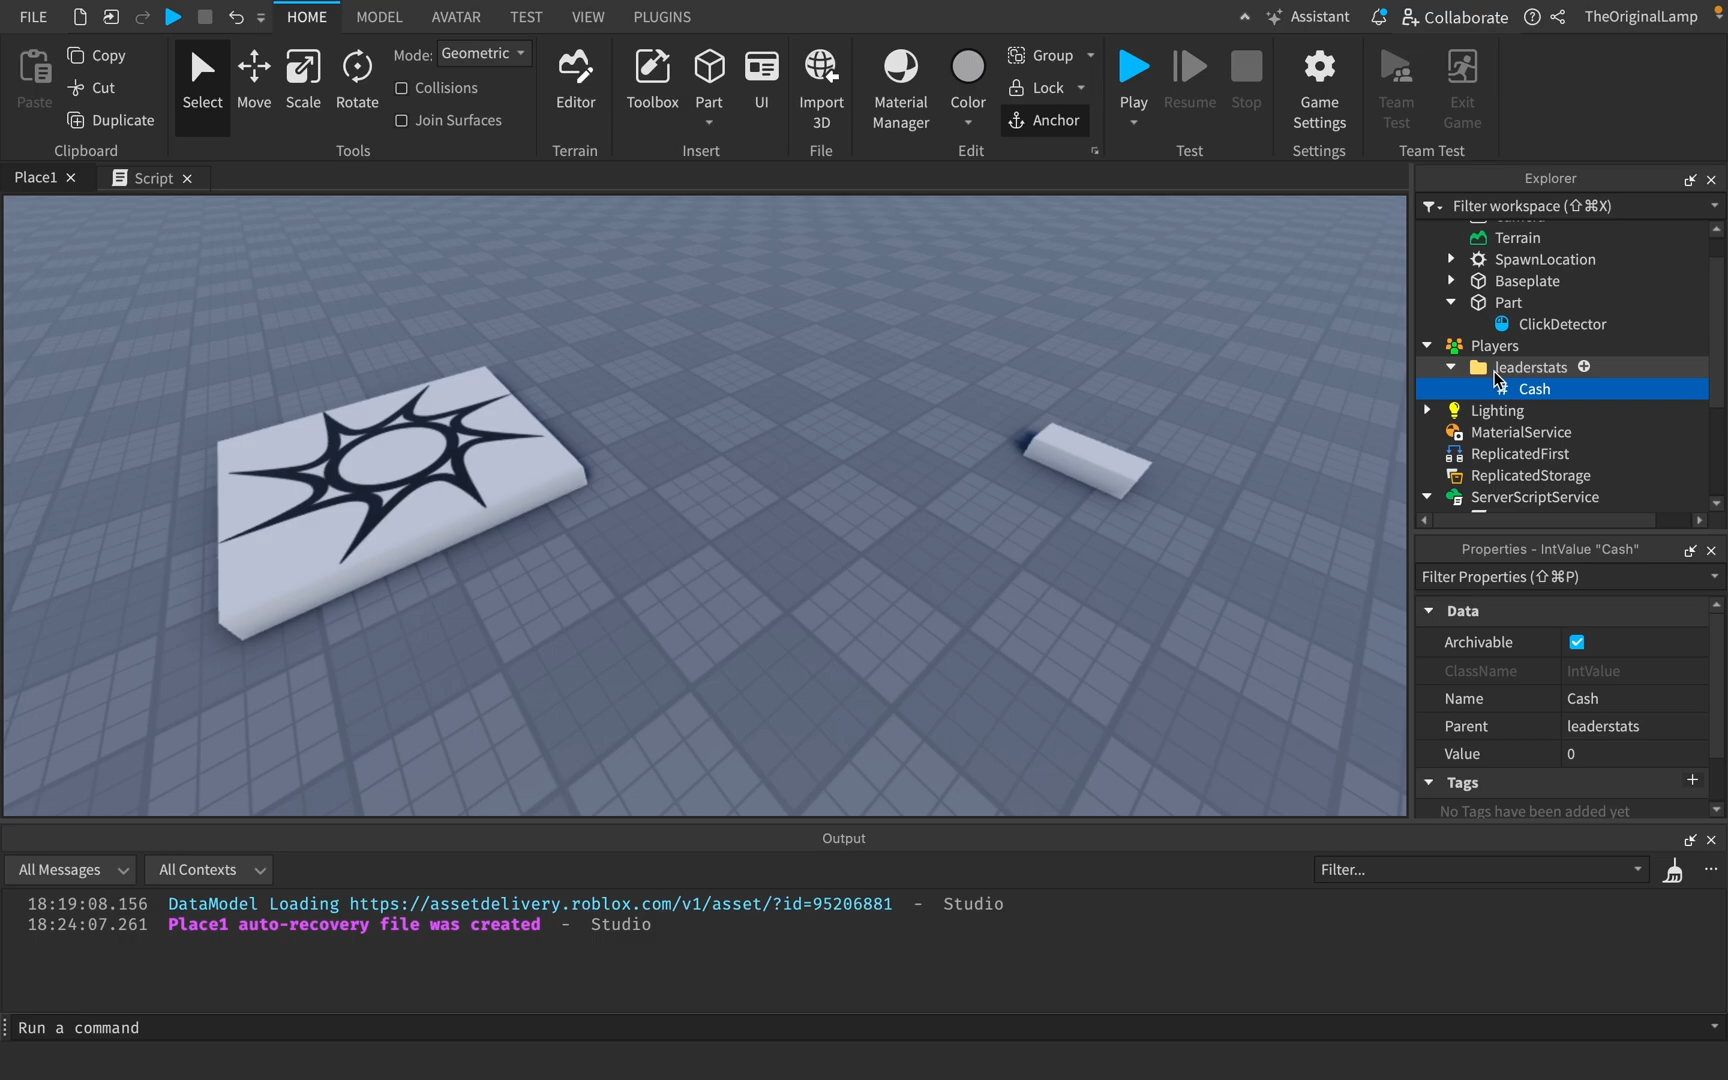 FILE HOME MODEL AVATAR TEST VIEW PLUGINS Assistant Collaborate TheOriginalLamp
Paste Copy Cut Duplicate Clipboard
Select Move Scale Rotate Mode: Geometric Collisions Join Surfaces Tools
Editor Terrain
Toolbox Part UI Insert
Import 3D File
Material Manager Color Group Lock Anchor Edit
Play Resume Stop Test
Game Settings Settings
Team Test Exit Game Team Test
Place1 Script
Explorer
Filter workspace (⇧⌘X)
Terrain
SpawnLocation
Baseplate
Part
ClickDetector
Players
leaderstats
Cash
Lighting
MaterialService
ReplicatedFirst
ReplicatedStorage
ServerScriptService
Properties - IntValue "Cash"
Filter Properties (⇧⌘P)
Data
Archivable
ClassName IntValue
Name Cash
Parent leaderstats
Value 0
Tags
No Tags have been added yet
Output
All Messages All Contexts Filter...
18:19:08.156 DataModel Loading https://assetdelivery.roblox.com/v1/asset/?id=95206881 - Studio
18:24:07.261 Place1 auto-recovery file was created - Studio
Run a command